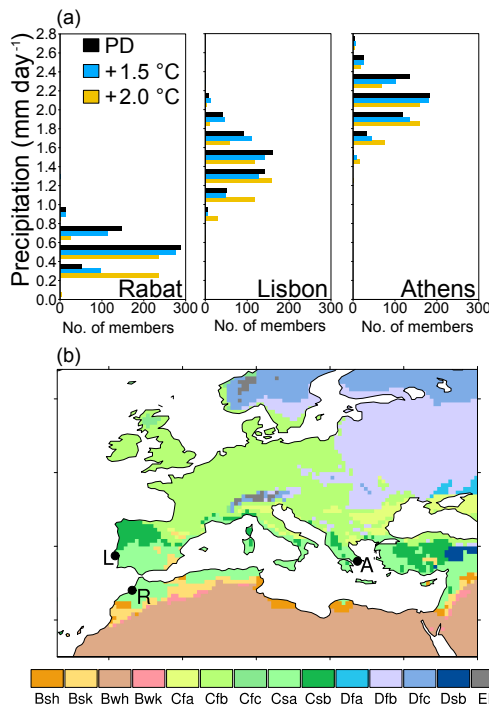 (a)
PD
+1.5 °C
+2.0 °C
Precipitation (mm day⁻¹)
2.8
2.6
2.4
2.2
2.0
1.8
1.6
1.4
1.2
1.0
0.8
0.6
0.4
0.2
0.0
Rabat
Lisbon
Athens
0 100 200 300
0 100 200 300
0 100 200 300
No. of members
No. of members
No. of members
(b)
L
A
R
Bsh Bsk Bwh Bwk Cfa Cfb Cfc Csa Csb Dfa Dfb Dfc Dsb